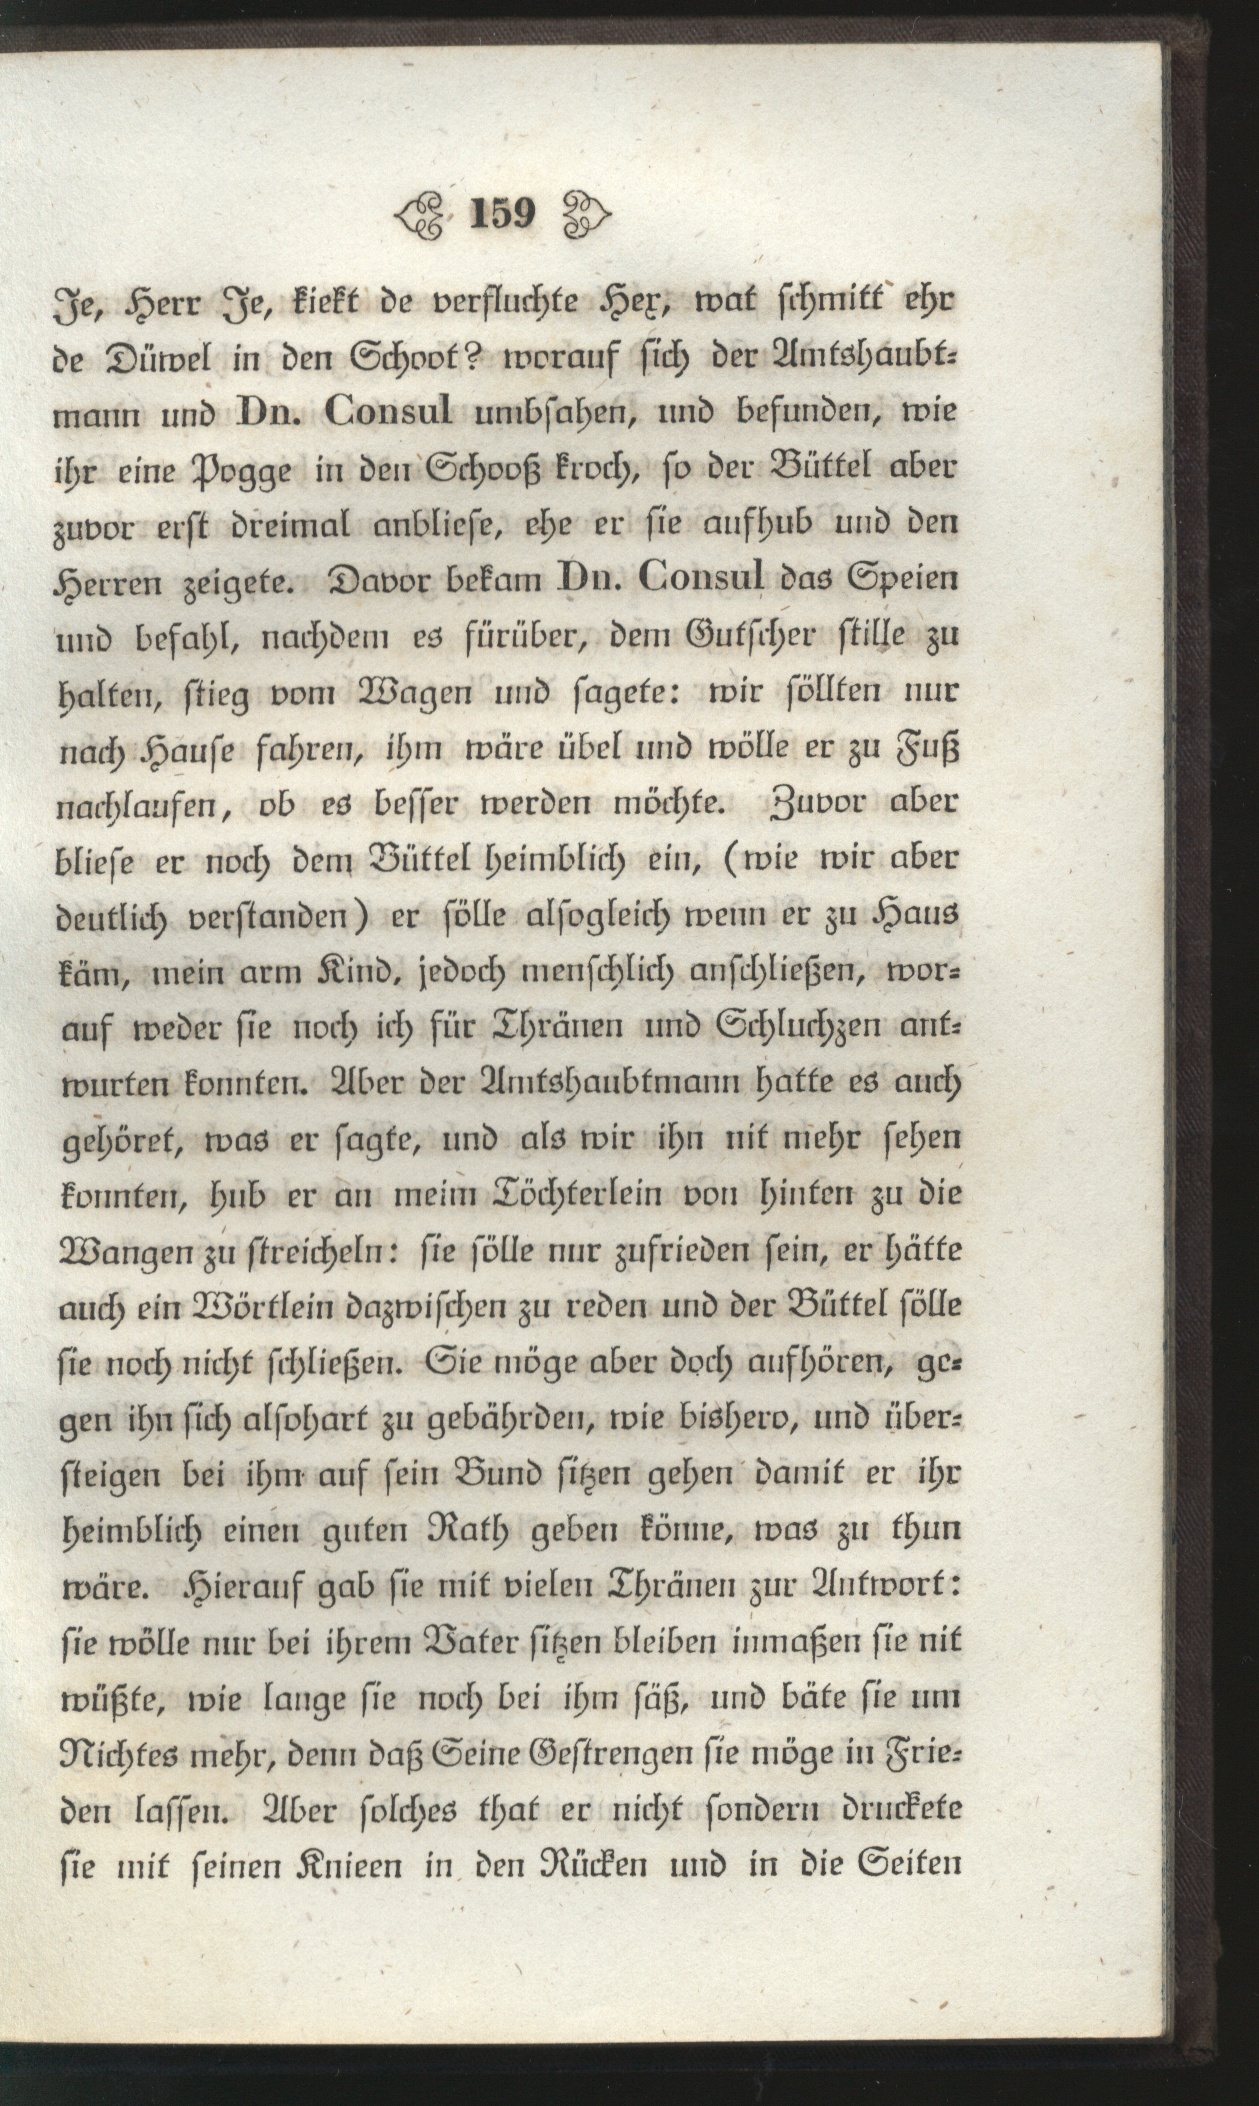 159
Je, Herr Je, kiekt de verfluchte Hex, wat schmitt ehr
de Düwel in den Schoot? worauf sich der Amtshaubt-
mann und Dn. Consul umbsahen, und befunden, wie
ihr eine Pogge in den Schooß kroch, so der Büttel aber
zuvor erst dreimal anbliese, ehe er sie aufhub und den
Herren zeigete. Davor bekam Dn. Consul das Speien
und befahl, nachdem es fürüber, dem Gutscher stille zu
halten, stieg vom Wagen und sagete: wir söllten nur
nach Hause fahren, ihm wäre übel und wölle er zu Fuß
nachlaufen, ob es besser werden möchte. Zuvor aber
bliese er noch dem Büttel heimblich ein, (wie wir aber
deutlich verstanden) er sölle alsogleich wenn er zu Haus
käm, mein arm Kind, jedoch menschlich anschließen, wor-
auf weder sie noch ich für Thränen und Schluchzen ant-
wurten konnten. Aber der Amtshaubtmann hatte es auch
gehöret, was er sagte, und als wir ihn nit mehr sehen
konnten, hub er an meim Töchterlein von hinten zu die
Wangen zu streicheln: sie sölle nur zufrieden sein, er hätte
auch ein Wörtlein dazwischen zu reden und der Büttel sölle
sie noch nicht schließen. Sie möge aber doch aufhören, ge-
gen ihn sich alsohart zu gebährden, wie bishero, und über-
steigen bei ihm auf sein Bund sitzen gehen damit er ihr
heimblich einen guten Rath geben könne, was zu thun
wäre. Hierauf gab sie mit vielen Thränen zur Antwort:
sie wölle nur bei ihrem Vater sitzen bleiben inmaßen sie nit
wüßte, wie lange sie noch bei ihm säß, und bäte sie um
Nichtes mehr, denn daß Seine Gestrengen sie möge in Frie-
den lassen. Aber solches that er nicht sondern druckete
sie mit seinen Knieen in den Rücken und in die Seiten